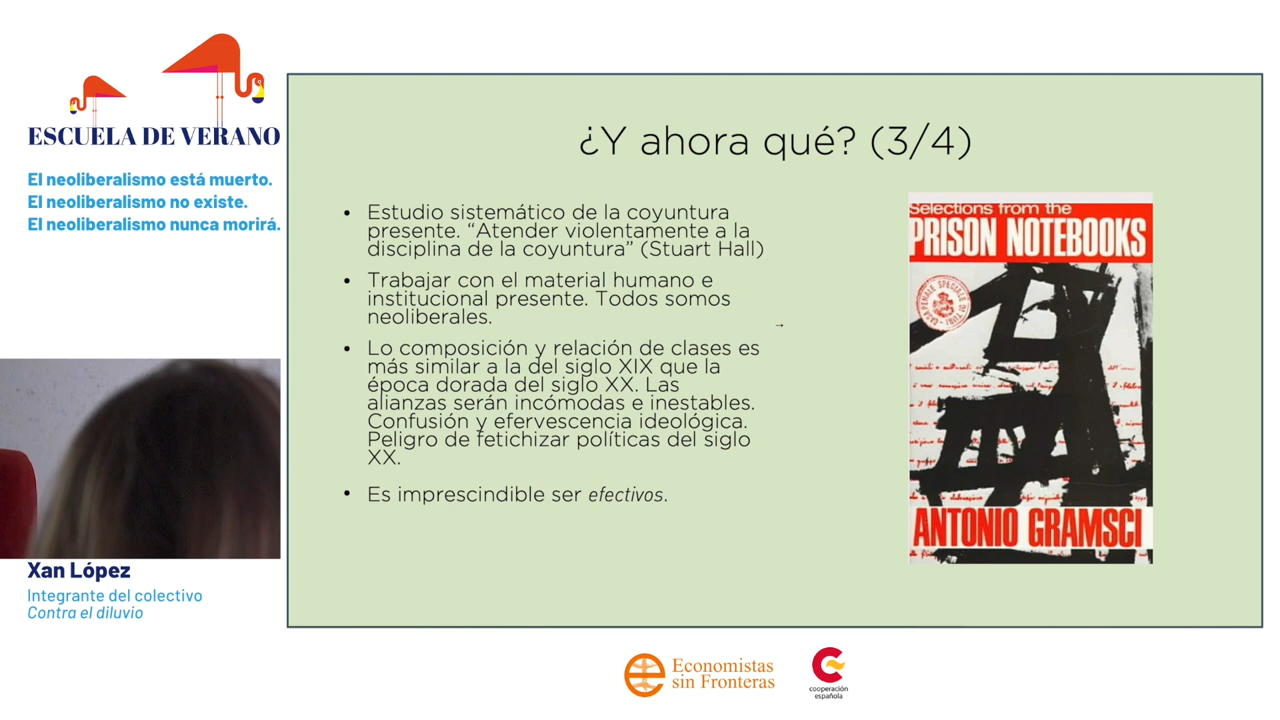 ESCUELA DE VERANO
El neoliberalismo está muerto.
El neoliberalismo no existe.
El neoliberalismo nunca morirá.
Xan López
Integrante del colectivo
Contra el diluvio
¿Y ahora qué? (3/4)
• Estudio sistemático de la coyuntura
presente. “Atender violentamente a la
disciplina de la coyuntura” (Stuart Hall)
• Trabajar con el material humano e
institucional presente. Todos somos
neoliberales.
• Lo composición y relación de clases es
más similar a la del siglo XIX que la
época dorada del siglo XX. Las
alianzas serán incómodas e inestables.
Confusión y efervescencia ideológica.
Peligro de fetichizar políticas del siglo
XX.
• Es imprescindible ser efectivos.
Selections from the
PRISON NOTEBOOKS
ANTONIO GRAMSCI
Economistas
sin Fronteras
cooperación
española